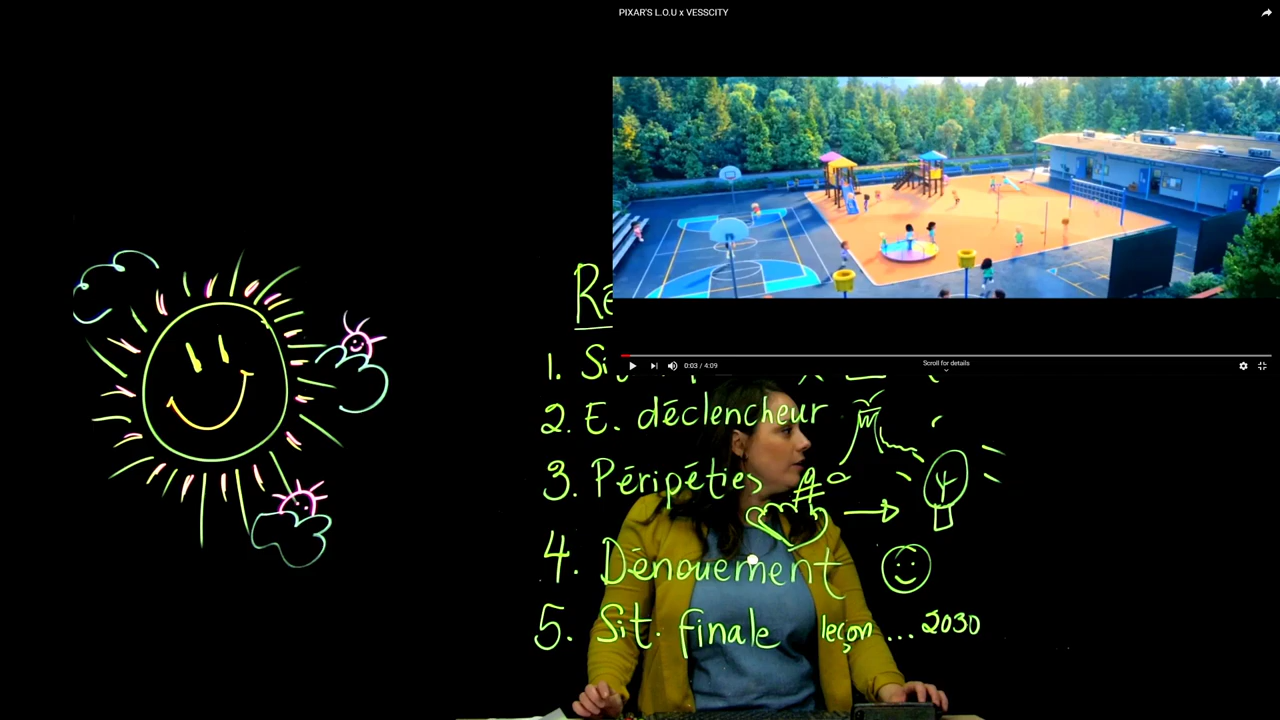 PIXAR'S L.O.U x VESSCITY
0:03 / 4:09
Scroll for details
1. Si
2. E. déclencheur
3. Péripéties
4. Dénouement
5. Sit. finale leçon ... 2030